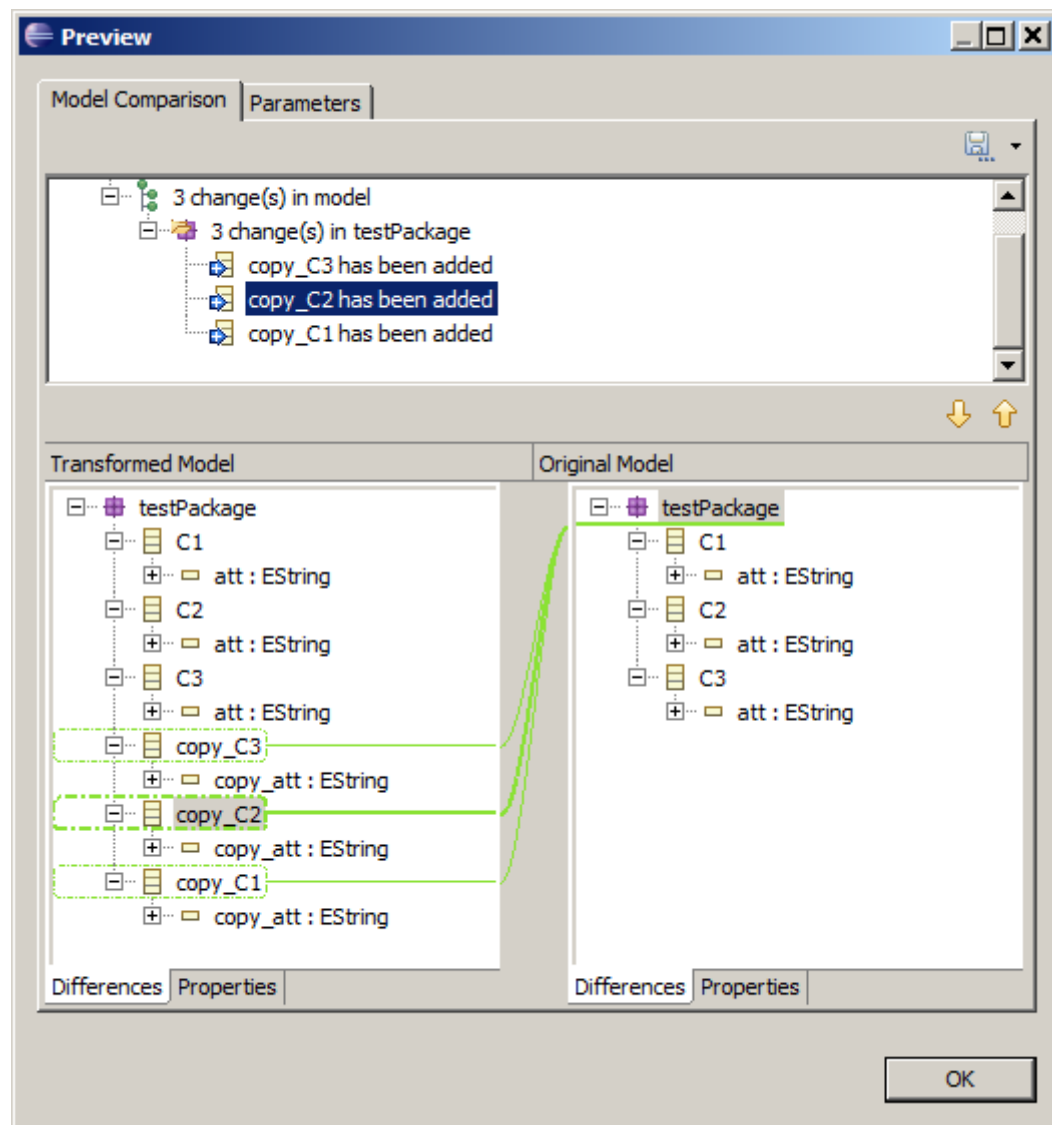 Preview
Model Comparison Parameters
3 change(s) in model
3 change(s) in testPackage
copy_C3 has been added
copy_C2 has been added
copy_C1 has been added
Transformed Model Original Model
testPackage testPackage
C1 C1
att : EString att : EString
C2 C2
att : EString att : EString
C3 C3
att : EString att : EString
copy_C3
copy_att : EString
copy_C2
copy_att : EString
copy_C1
copy_att : EString
Differences Properties Differences Properties
OK